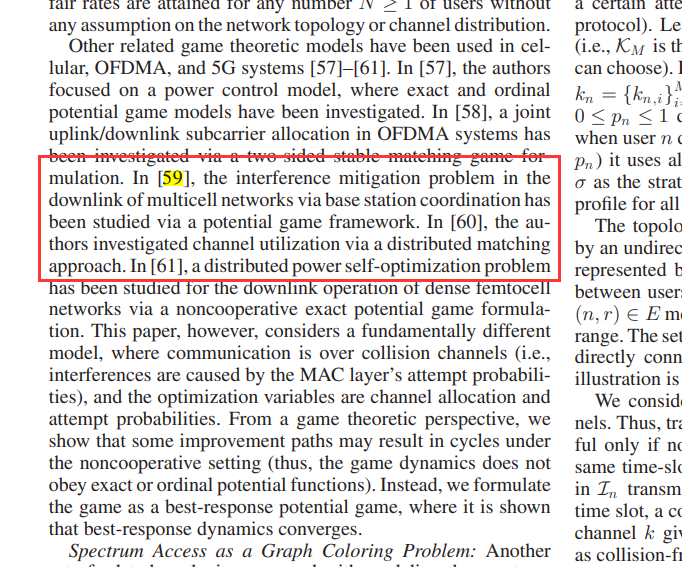 fair rates are attained for any number N ≥ 1 of users without
any assumption on the network topology or channel distribution.
Other related game theoretic models have been used in cel-
lular, OFDMA, and 5G systems [57]–[61]. In [57], the authors
focused on a power control model, where exact and ordinal
potential game models have been investigated. In [58], a joint
uplink/downlink subcarrier allocation in OFDMA systems has
been investigated via a two-sided stable matching game for-
mulation. In [59], the interference mitigation problem in the
downlink of multicell networks via base station coordination has
been studied via a potential game framework. In [60], the au-
thors investigated channel utilization via a distributed matching
approach. In [61], a distributed power self-optimization problem
has been studied for the downlink operation of dense femtocell
networks via a noncooperative exact potential game formula-
tion. This paper, however, considers a fundamentally different
model, where communication is over collision channels (i.e.,
interferences are caused by the MAC layer's attempt probabili-
ties), and the optimization variables are channel allocation and
attempt probabilities. From a game theoretic perspective, we
show that some improvement paths may result in cycles under
the noncooperative setting (thus, the game dynamics does not
obey exact or ordinal potential functions). Instead, we formulate
the game as a best-response potential game, where it is shown
that best-response dynamics converges.
Spectrum Access as a Graph Coloring Problem: Another
a certain atte
protocol). Le
(i.e., K_M is th
can choose). I
k_n = {k_{n,i}}
0 ≤ p_n ≤ 1 c
when user n d
p_n) it uses al
σ as the strat
profile for all
The topolo
by an undirec
represented b
between users
(n, r) ∈ E me
range. The set
directly conn
illustration is
We conside
nels. Thus, tra
ful only if no
same time-slo
in I_n transm
time slot, a co
channel k giv
as collision-fr